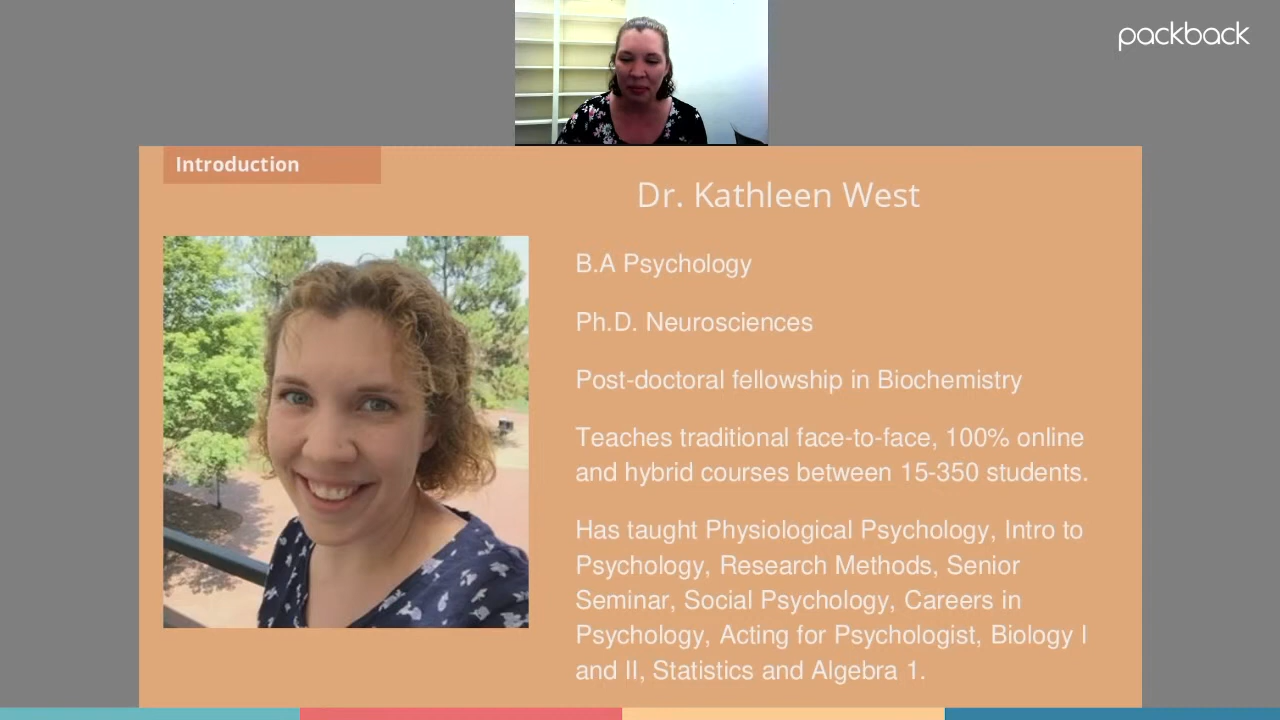 packback
Introduction
Dr. Kathleen West
B.A Psychology
Ph.D. Neurosciences
Post-doctoral fellowship in Biochemistry
Teaches traditional face-to-face, 100% online
and hybrid courses between 15-350 students.
Has taught Physiological Psychology, Intro to
Psychology, Research Methods, Senior
Seminar, Social Psychology, Careers in
Psychology, Acting for Psychologist, Biology I
and II, Statistics and Algebra 1.